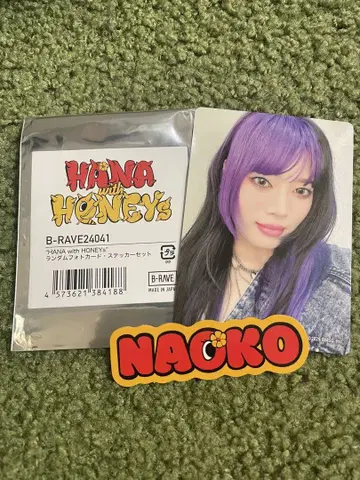 HANA
with
HONEYs
B-RAVE24041
"HANA with HONEYs"
ランダムフォトカード・ステッカーセット
B-RAVE
MADE IN JAPAN
4 573621 384188
NAOKO